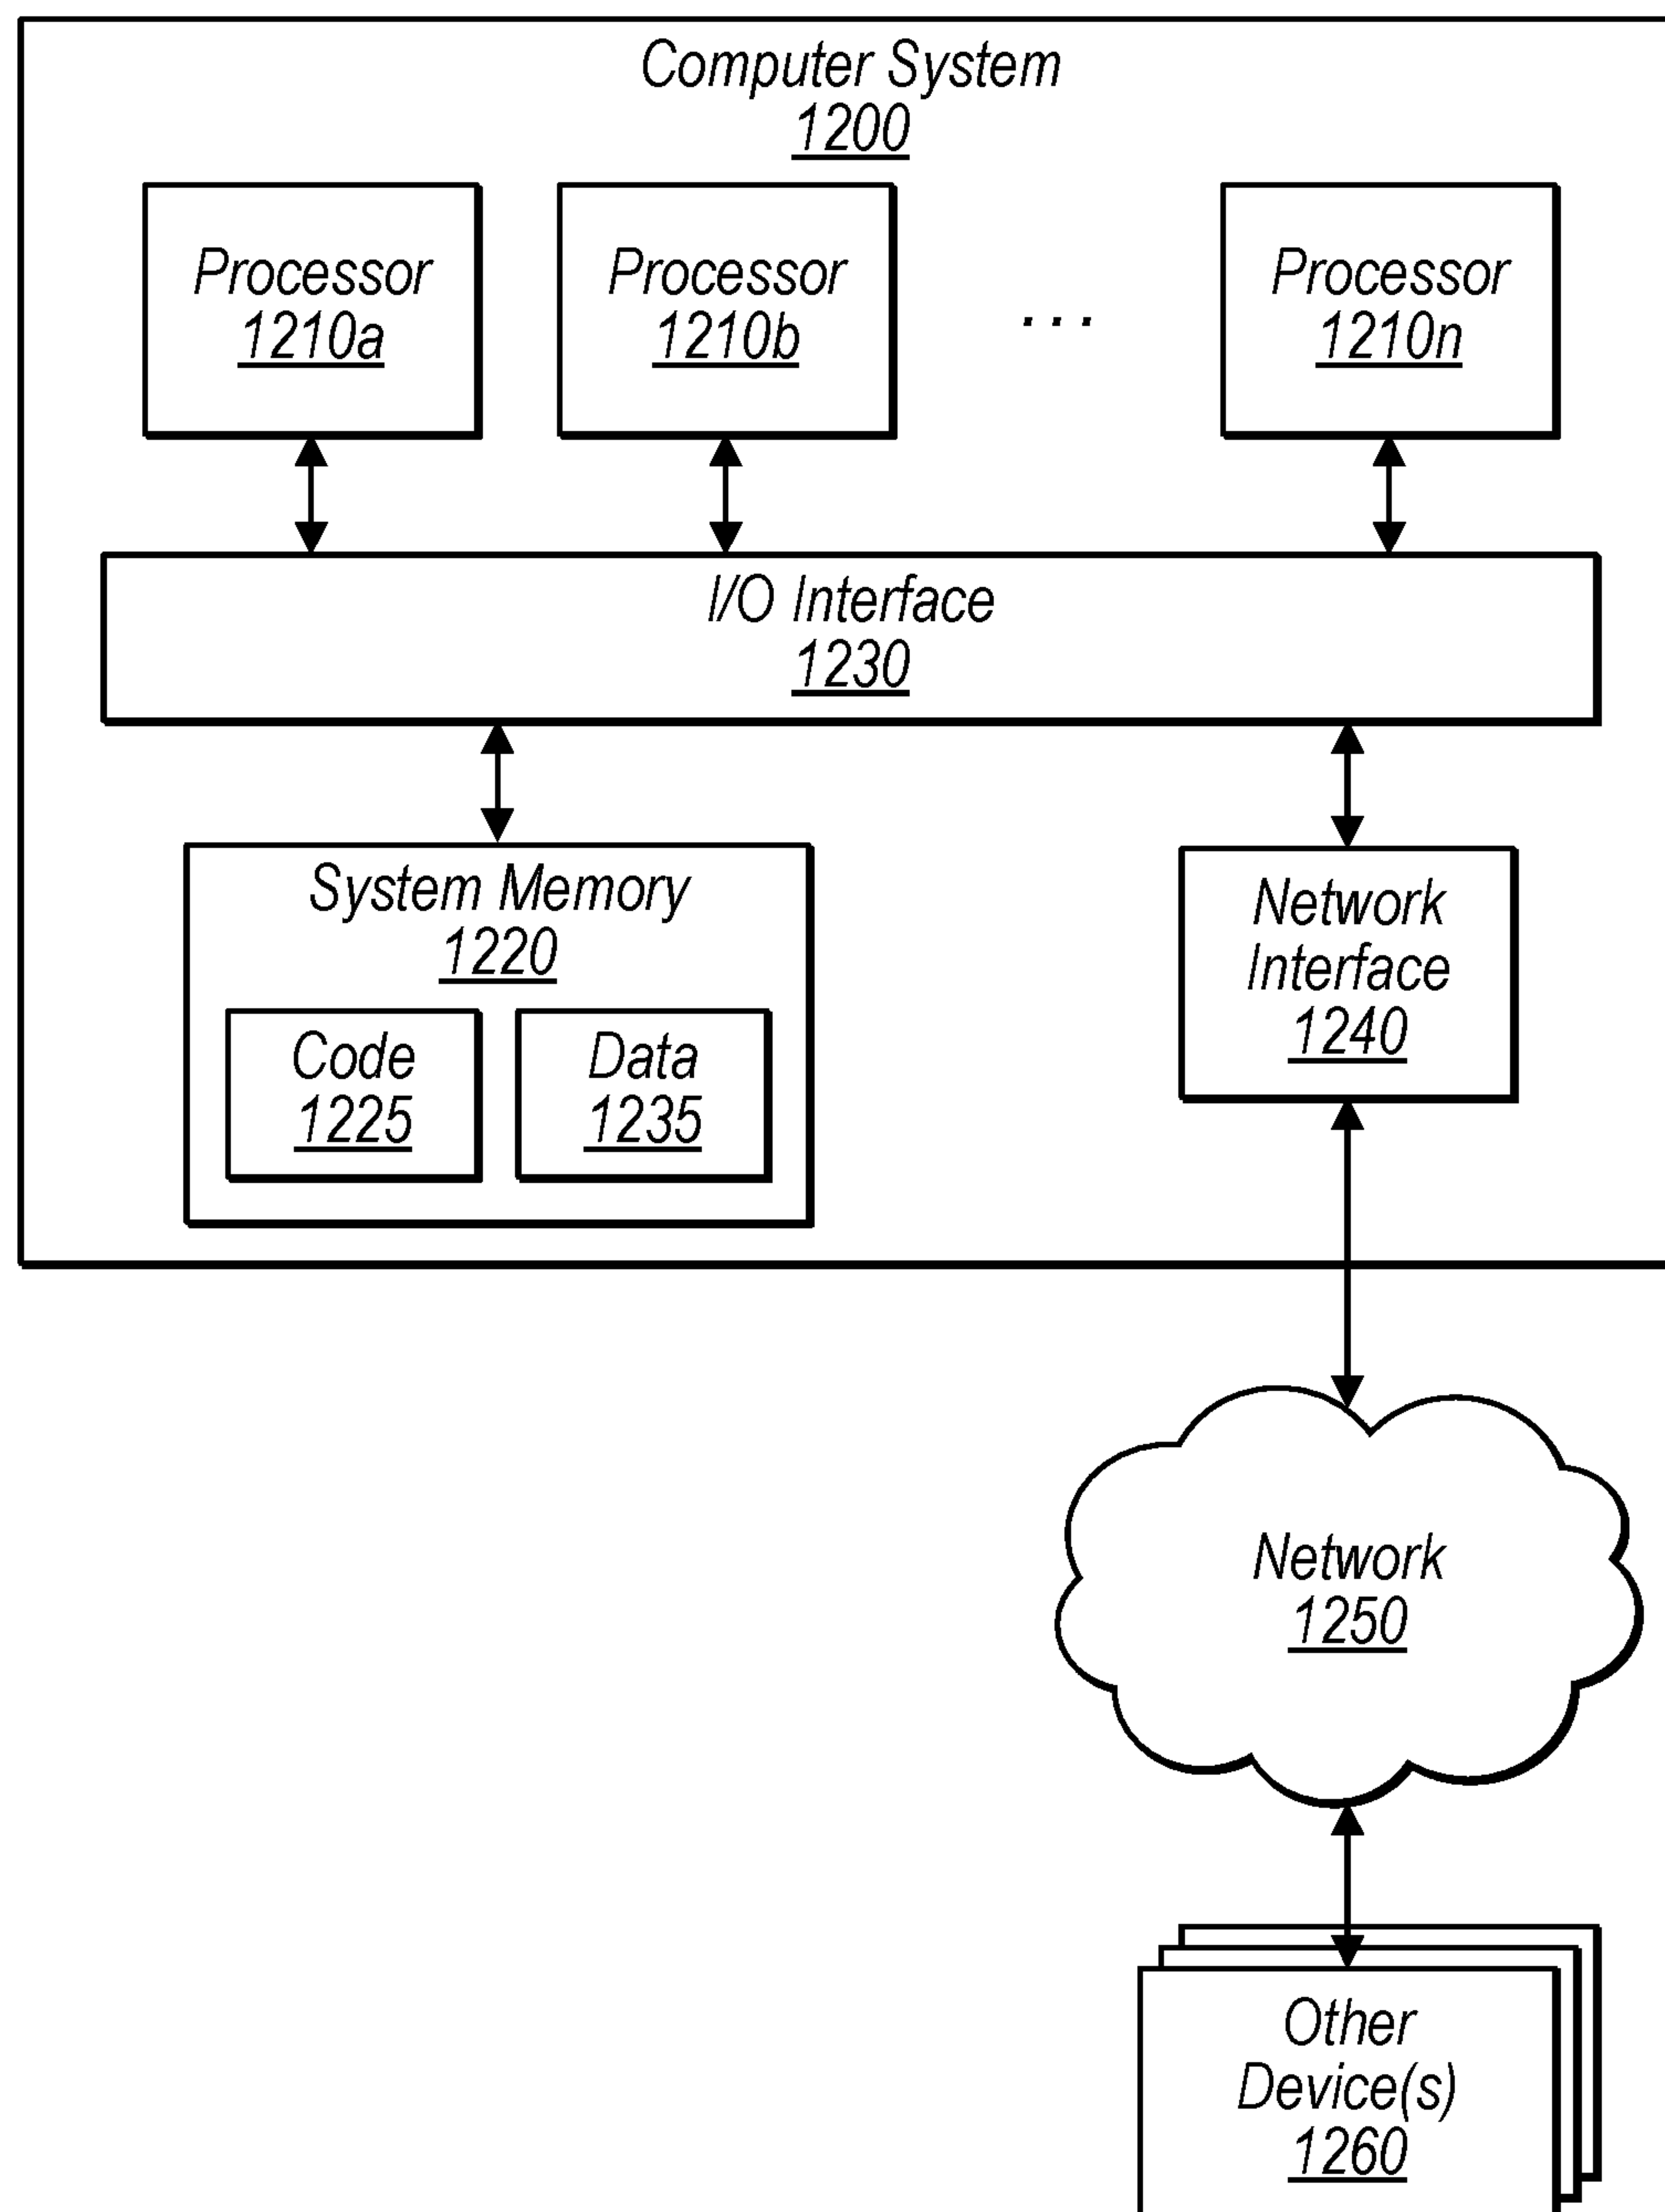 Computer System
1200
Processor
1210a
Processor
1210b
. . .
Processor
1210n
I/O Interface
1230
System Memory
1220
Code
1225
Data
1235
Network
Interface
1240
Network
1250
Other
Device(s)
1260